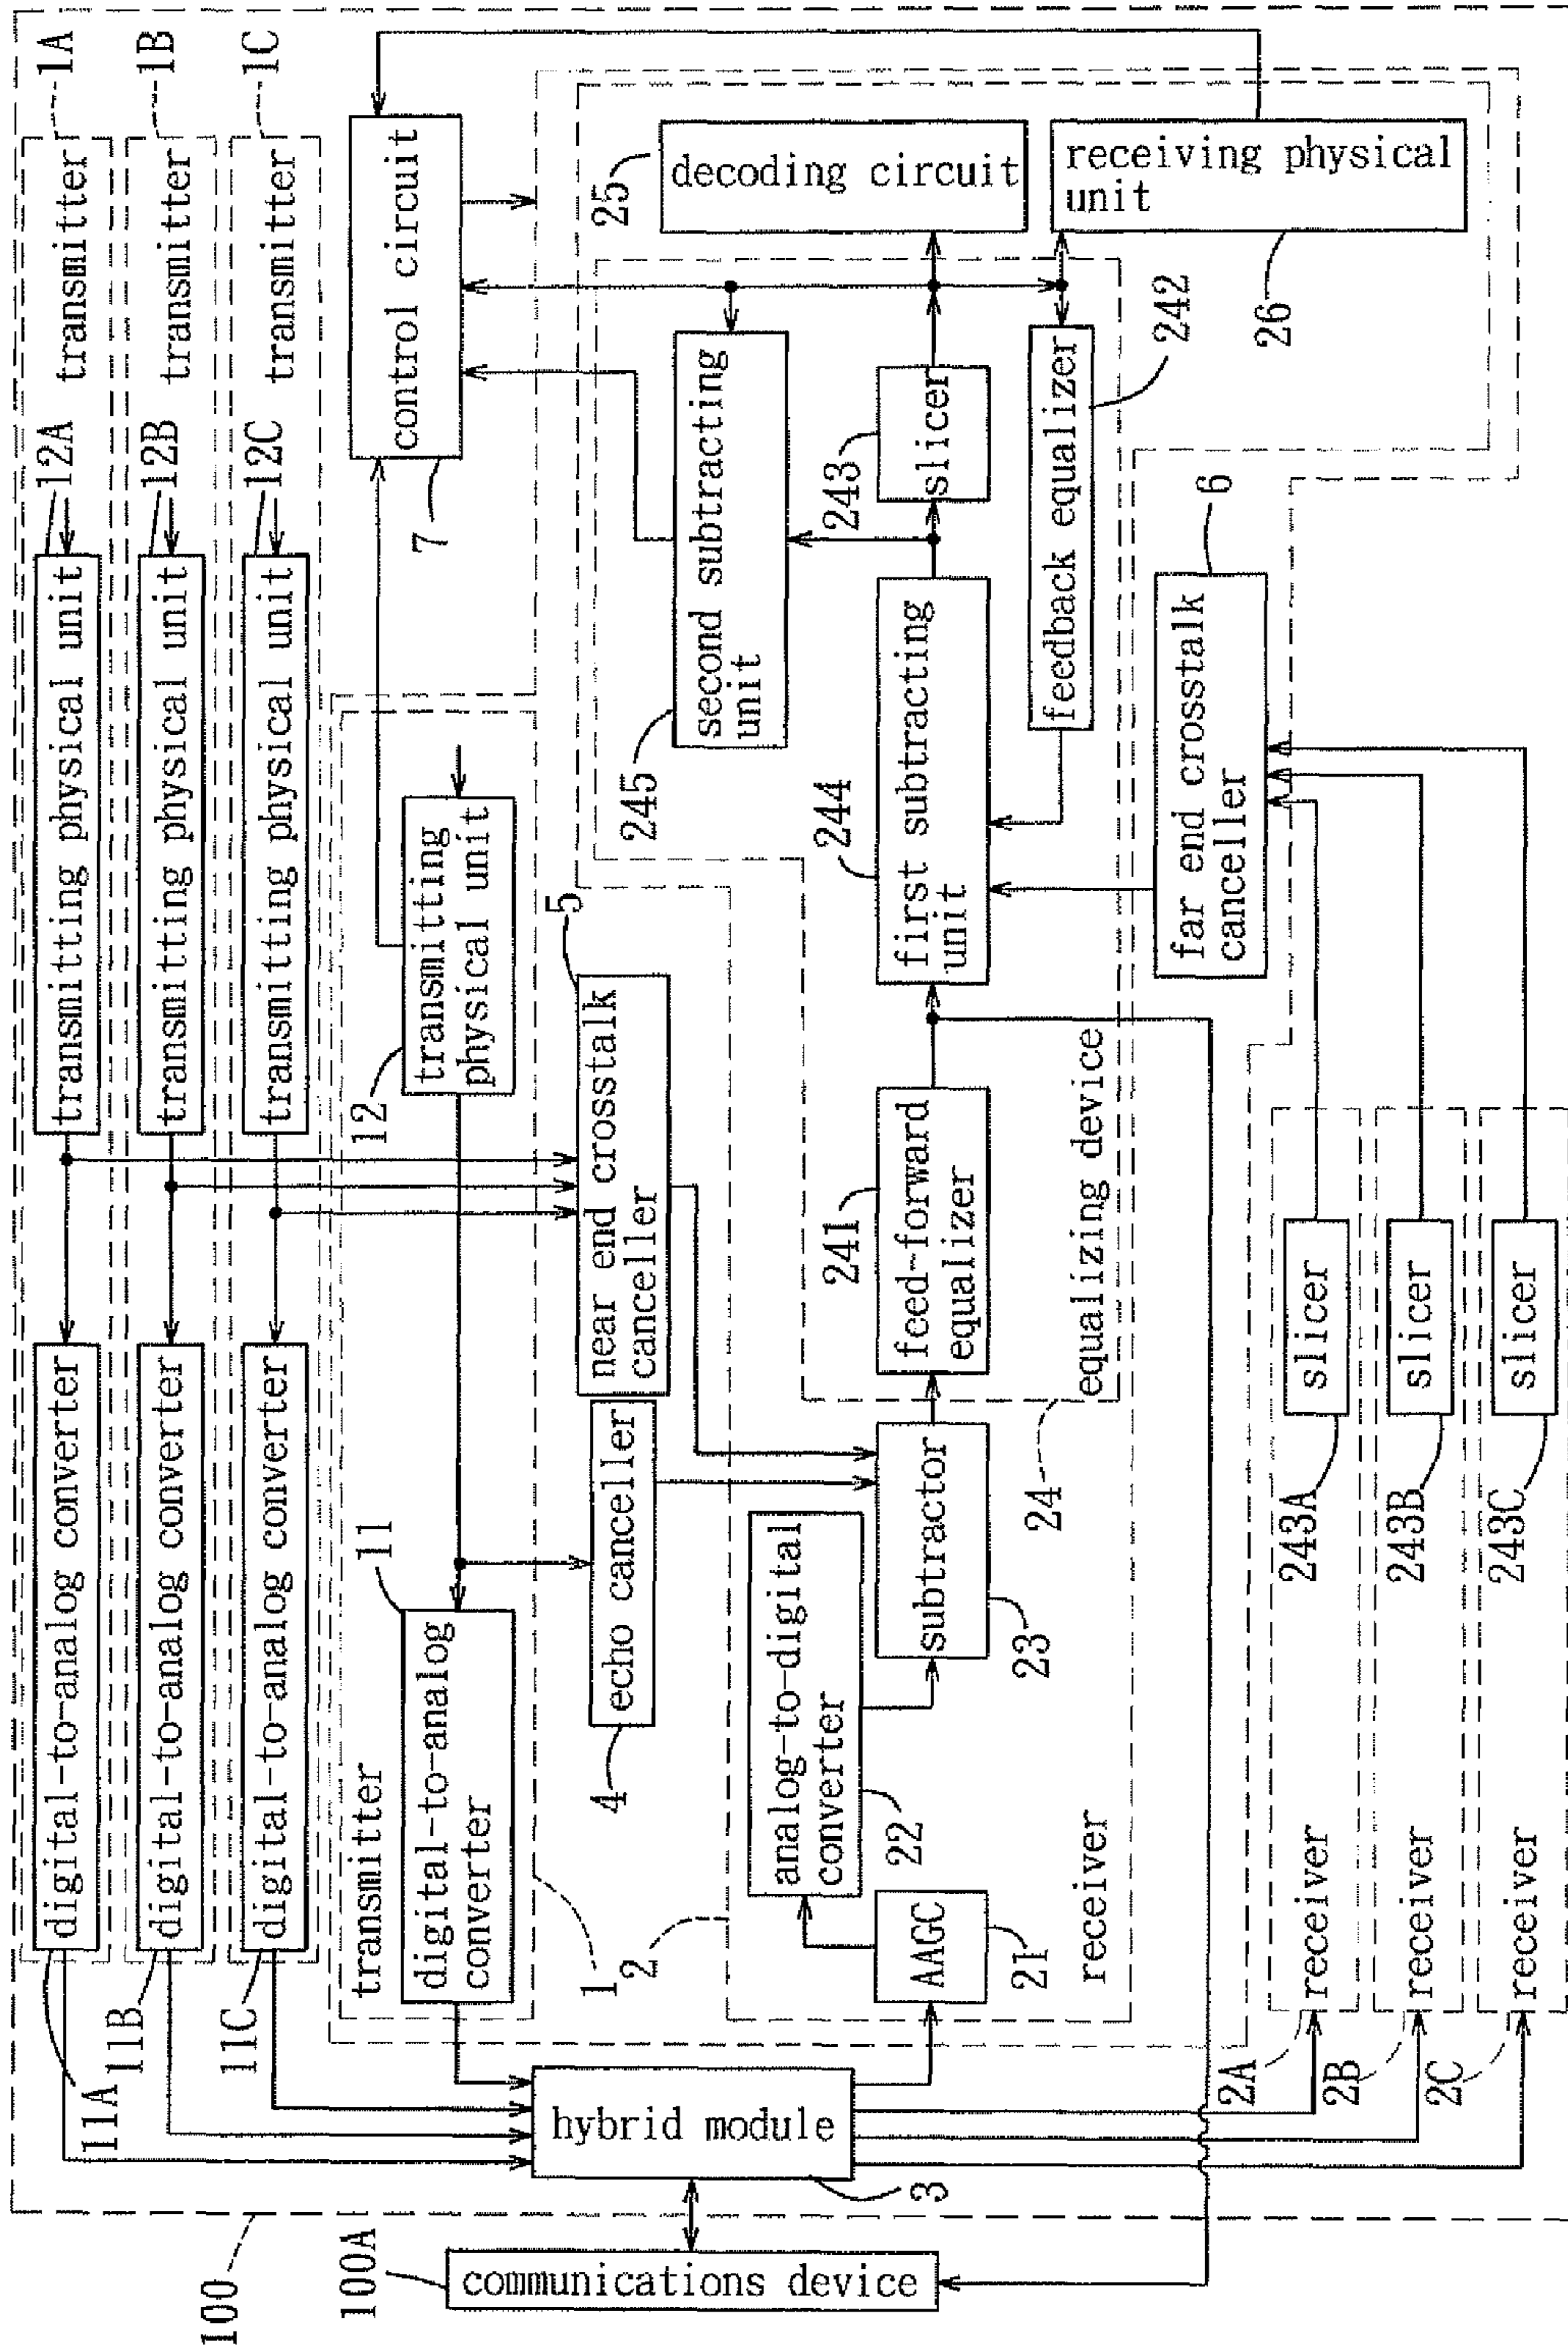 100
100A
communications device
hybrid module
3
11A
digital-to-analog converter
transmitting physical unit
12A
transmitter
1A
11B
digital-to-analog converter
transmitting physical unit
12B
transmitter
1B
11C
digital-to-analog converter
transmitting physical unit
12C
transmitter
1C
transmitter
1
digital-to-analog
converter
11
12
transmitting
physical unit
control circuit
7
4
echo canceller
near end crosstalk
canceller
5
2
receiver
AAGC
21
analog-to-digital
converter
22
subtractor
23
24
equalizing device
241
feed-forward
equalizer
244
first subtracting
unit
245
second subtracting
unit
243
slicer
feedback equalizer
242
25
decoding circuit
receiving physical
unit
26
far end crosstalk
canceller
6
2A
receiver
243A
slicer
2B
receiver
243B
slicer
2C
receiver
243C
slicer